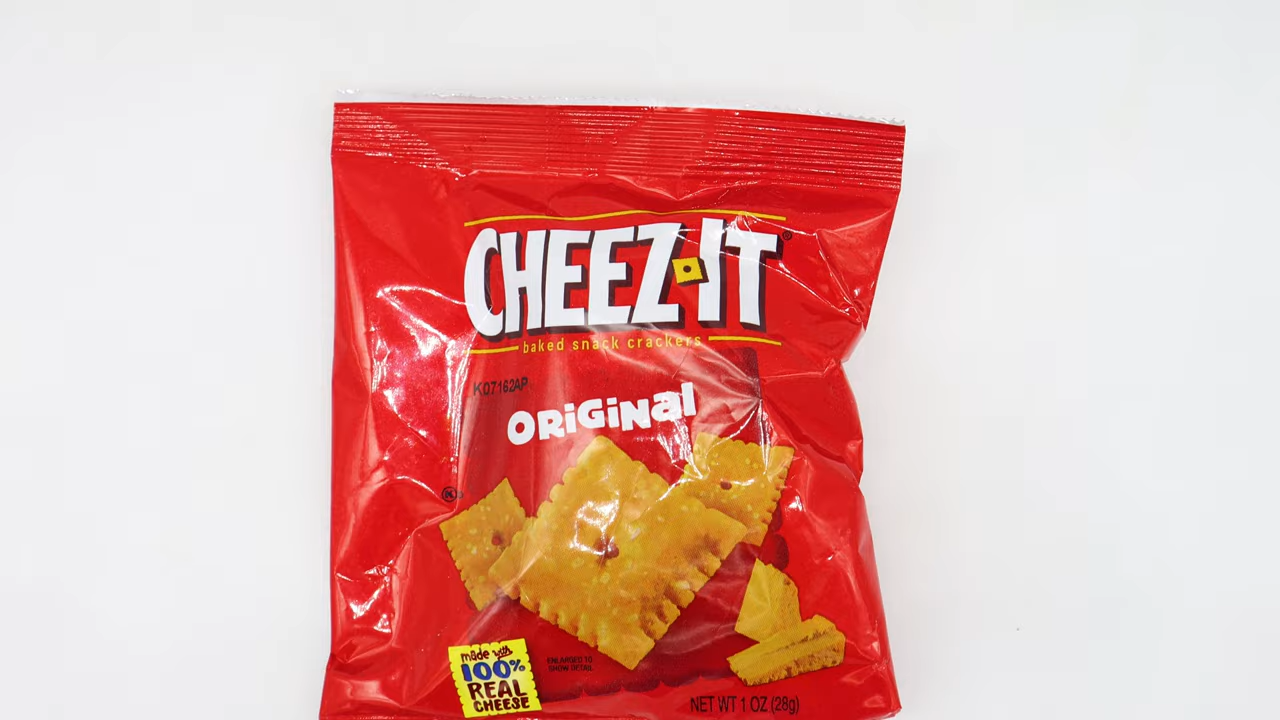 CHEEZ-IT®
baked snack crackers
K07162AP
ORiGiNal
made with
100%
REAL
CHEESE
ENLARGED TO
SHOW DETAIL
NET WT 1 OZ (28g)